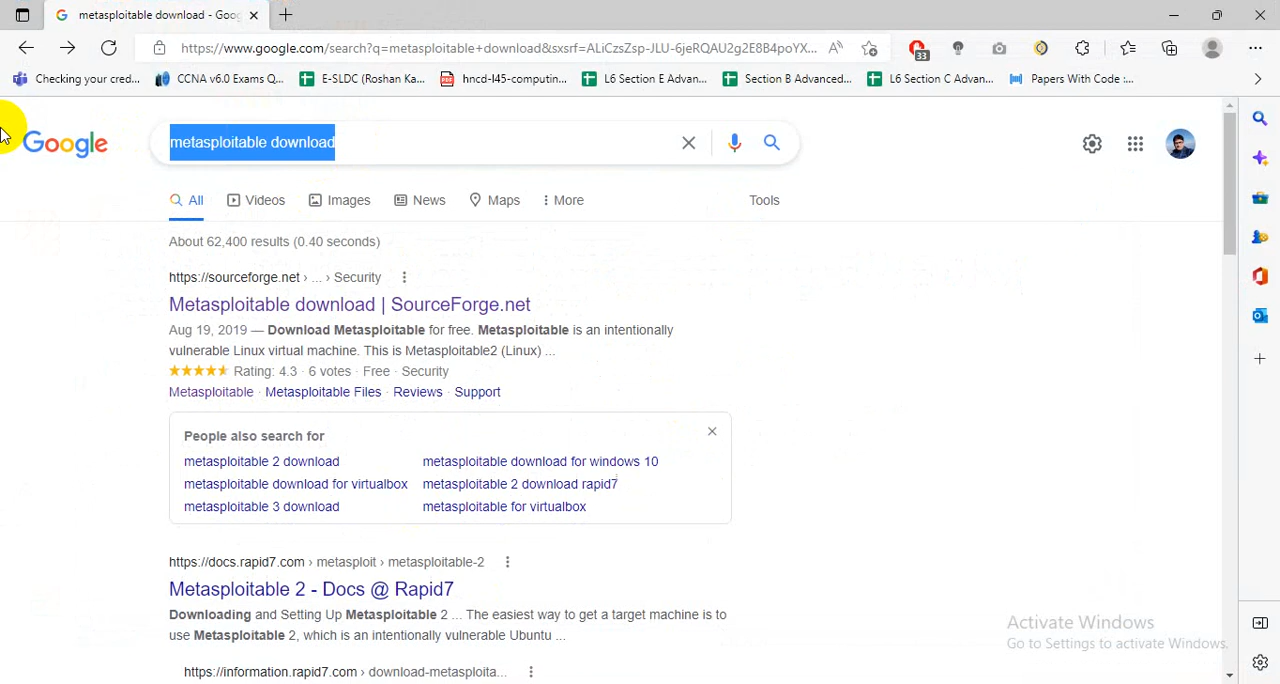 metasploitable download - Goo
https://www.google.com/search?q=metasploitable+download&sxsrf=ALiCzsZsp-JLU-6jeRQAU2g2E8B4poYX...
33
Checking your cred...
CCNA v6.0 Exams Q...
E-SLDC (Roshan Ka...
hncd-l45-computin...
L6 Section E Advan...
Section B Advanced...
L6 Section C Advan...
Papers With Code :...
Google
metasploitable download
All
Videos
Images
News
Maps
More
Tools
About 62,400 results (0.40 seconds)
https://sourceforge.net › ... › Security
Metasploitable download | SourceForge.net
Aug 19, 2019 — Download Metasploitable for free. Metasploitable is an intentionally
vulnerable Linux virtual machine. This is Metasploitable2 (Linux) ...
Rating: 4.3 · 6 votes · Free · Security
Metasploitable · Metasploitable Files · Reviews · Support
People also search for
metasploitable 2 download
metasploitable download for windows 10
metasploitable download for virtualbox
metasploitable 2 download rapid7
metasploitable 3 download
metasploitable for virtualbox
https://docs.rapid7.com › metasploit › metasploitable-2
Metasploitable 2 - Docs @ Rapid7
Downloading and Setting Up Metasploitable 2 ... The easiest way to get a target machine is to
use Metasploitable 2, which is an intentionally vulnerable Ubuntu ...
https://information.rapid7.com › download-metasploita...
Activate Windows
Go to Settings to activate Windows.